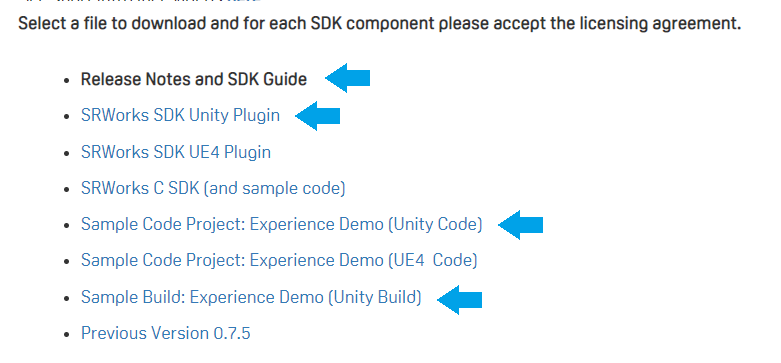 Select a file to download and for each SDK component please accept the licensing agreement.
Release Notes and SDK Guide
SRWorks SDK Unity Plugin
SRWorks SDK UE4 Plugin
SRWorks C SDK (and sample code)
Sample Code Project: Experience Demo (Unity Code)
Sample Code Project: Experience Demo (UE4 Code)
Sample Build: Experience Demo (Unity Build)
Previous Version 0.7.5